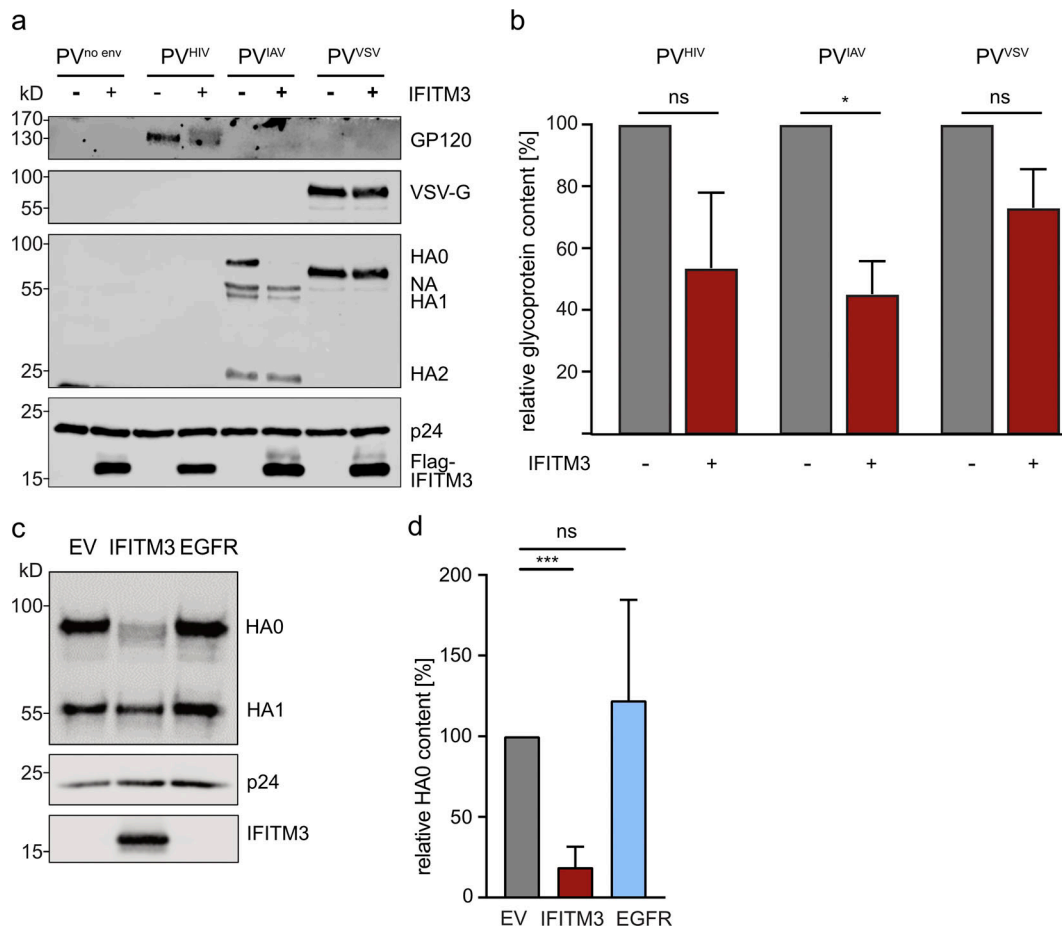 a
PV^no env PV^HIV PV^IAV PV^VSV
kD - + - + - + - + IFITM3
170
130 GP120
100 VSV-G
55
100 HA0
55 NA
HA1
25 HA2
25 p24
Flag-
15 IFITM3
b
PV^HIV PV^IAV PV^VSV
ns * ns
relative glycoprotein content [%]
100
80
60
40
20
IFITM3 - + - + - +
c
EV IFITM3 EGFR
kD
100
HA0
55 HA1
25 p24
IFITM3
15
d
ns
***
relative HA0 content [%]
200
150
100
50
0
EV IFITM3 EGFR